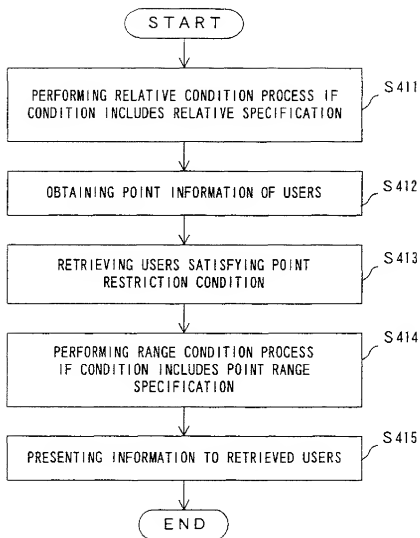 START
PERFORMING RELATIVE CONDITION PROCESS IF
CONDITION INCLUDES RELATIVE SPECIFICATION
S411
OBTAINING POINT INFORMATION OF USERS
S412
RETRIEVING USERS SATISFYING POINT
RESTRICTION CONDITION
S413
PERFORMING RANGE CONDITION PROCESS
IF CONDITION INCLUDES POINT RANGE
SPECIFICATION
S414
PRESENTING INFORMATION TO RETRIEVED USERS
S415
END